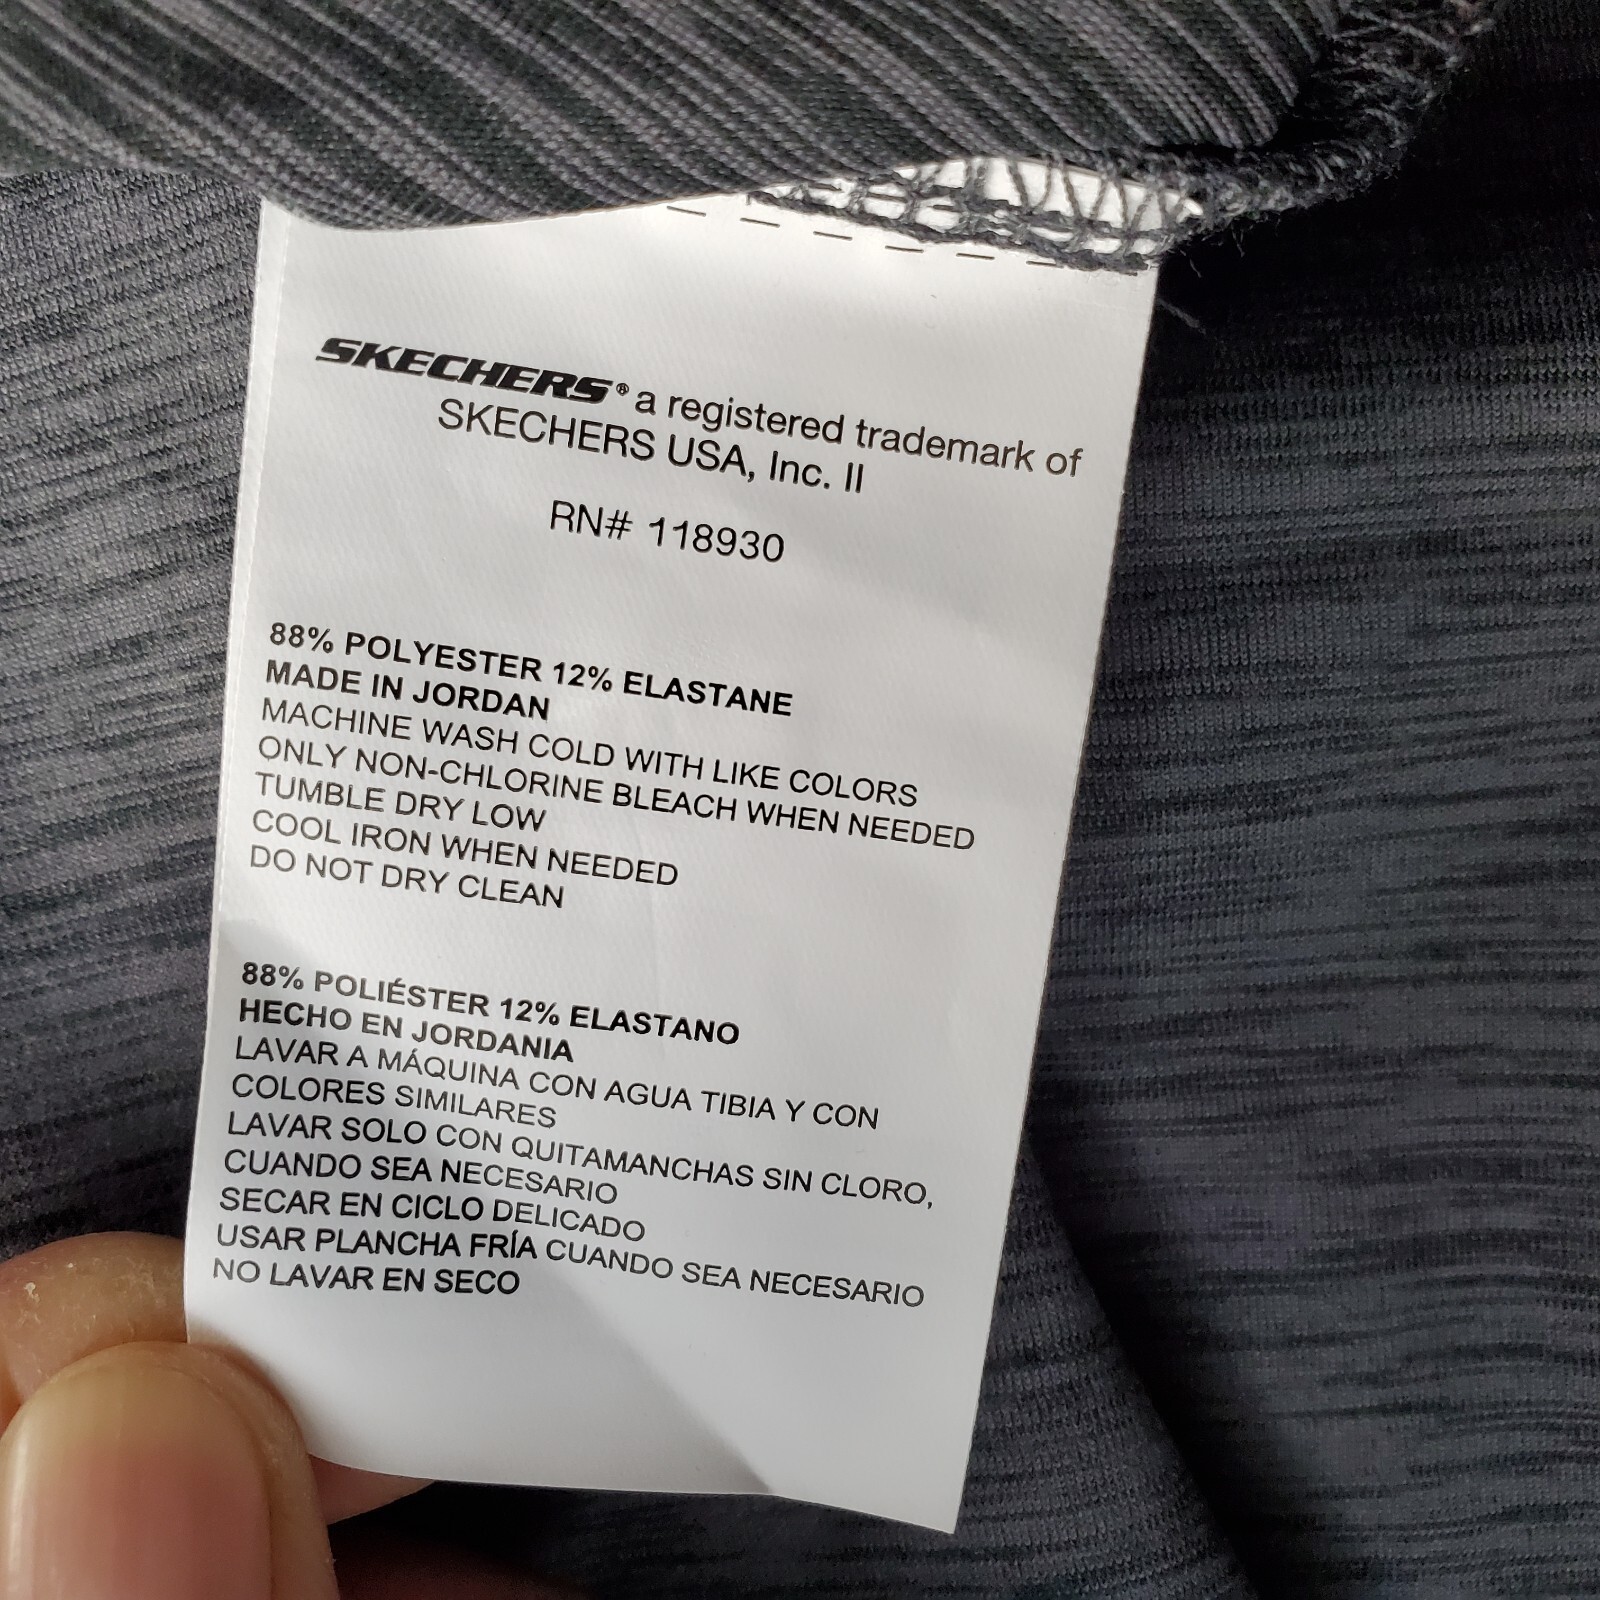 SKECHERS® a registered trademark of
SKECHERS USA, Inc. II
RN# 118930
88% POLYESTER 12% ELASTANE
MADE IN JORDAN
MACHINE WASH COLD WITH LIKE COLORS
ONLY NON-CHLORINE BLEACH WHEN NEEDED
TUMBLE DRY LOW
COOL IRON WHEN NEEDED
DO NOT DRY CLEAN
88% POLIÉSTER 12% ELASTANO
HECHO EN JORDANIA
LAVAR A MÁQUINA CON AGUA TIBIA Y CON
COLORES SIMILARES
LAVAR SOLO CON QUITAMANCHAS SIN CLORO,
CUANDO SEA NECESARIO
SECAR EN CICLO DELICADO
USAR PLANCHA FRÍA CUANDO SEA NECESARIO
NO LAVAR EN SECO